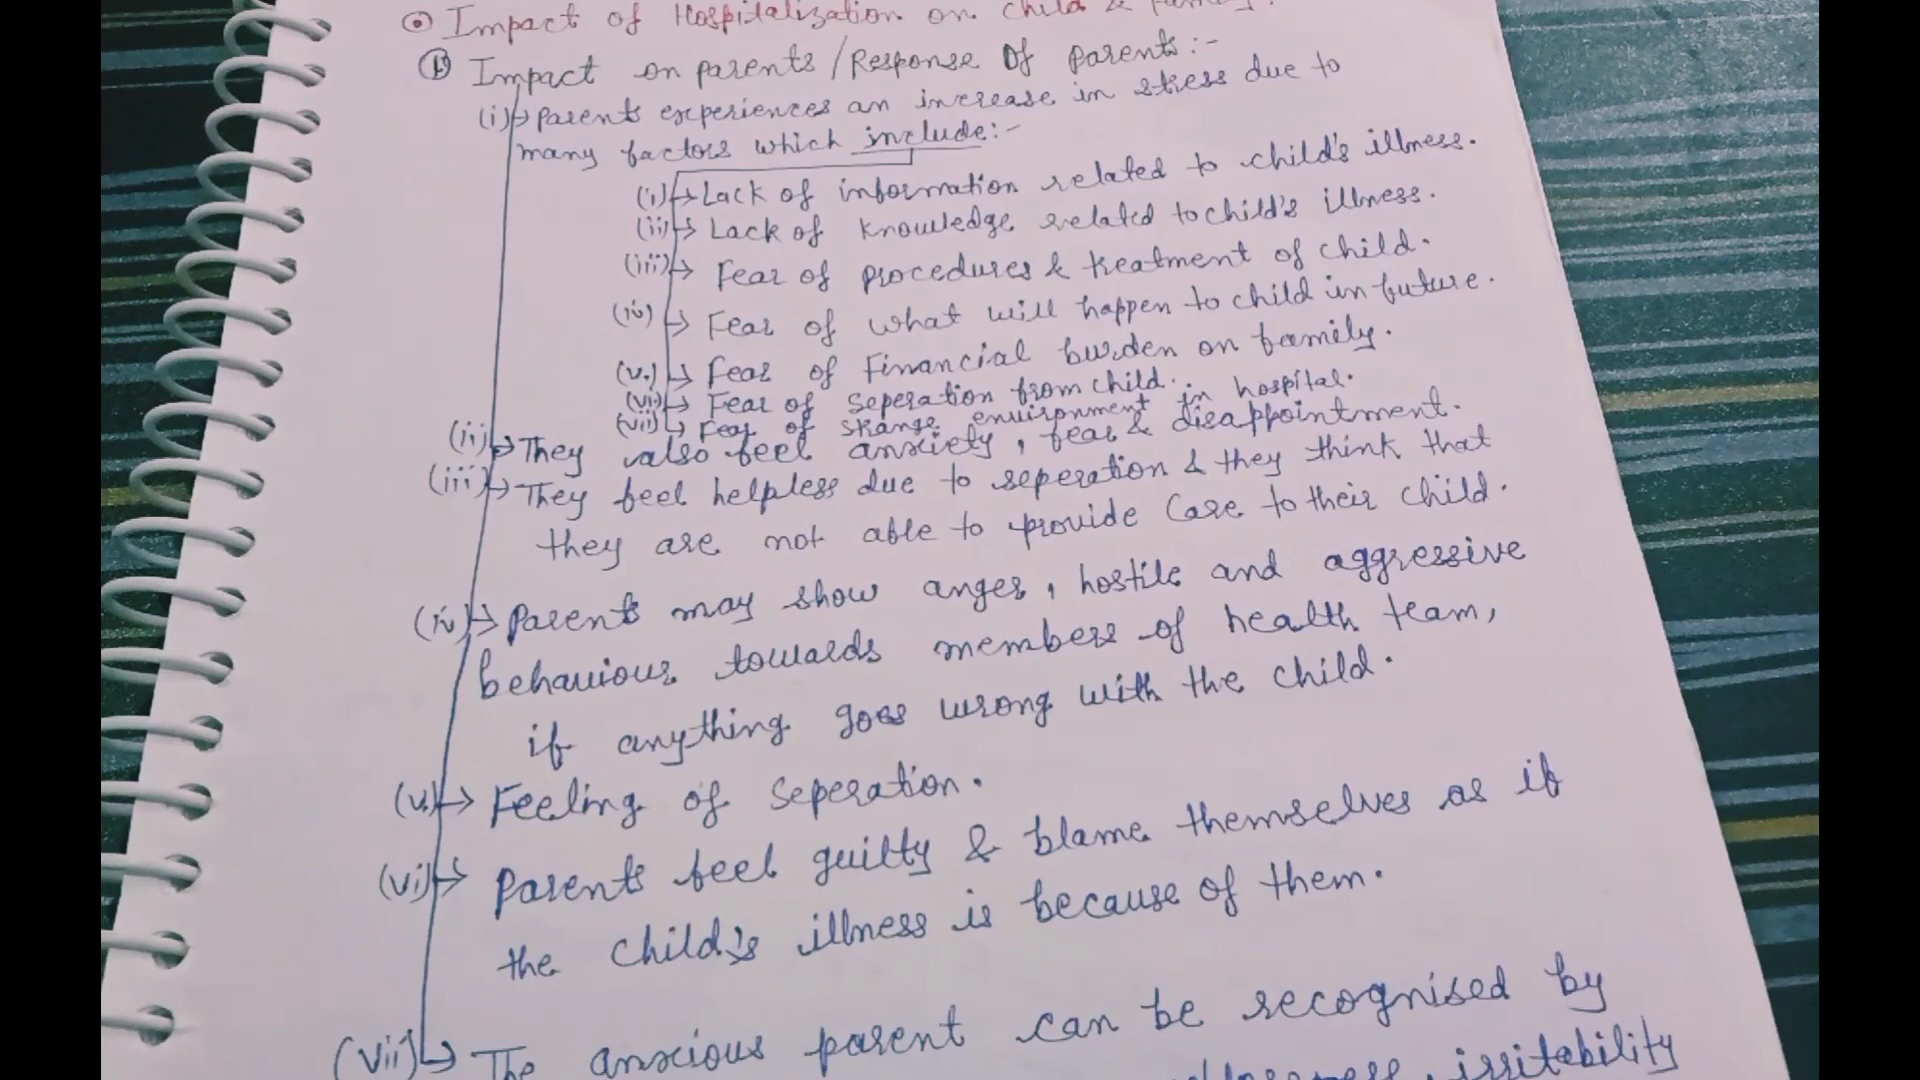 Impact of Hospitalization on child & Family:
(1) Impact on parents/Response Of parents:-
(i)→ Parents experiences an increase in stress due to
many factors which include:-
(i)→ Lack of information related to child's illness.
(ii)→ Lack of knowledge related to child's illness.
(iii)→ Fear of procedures & treatment of child.
(iv)→ Fear of what will happen to child in future.
(v.)→ Fear of Financial burden on family.
(vi)→ Fear of seperation from child.
(vii)→ Fear of strange environment in hospital.
(ii)→ They also feel anxiety, fear & disappointment.
(iii)→ They feel helpless due to seperation & they think that
they are not able to provide care to their child.
(iv)→ Parents may show anger, hostile and aggressive
behaviour towards members of health team,
if anything goes wrong with the child.
(v)→ Feeling of seperation.
(vi)→ Parents feel guilty & blame themselves as if
the child's illness is because of them.
(vii)→ The anxious parent can be recognised by
irritability